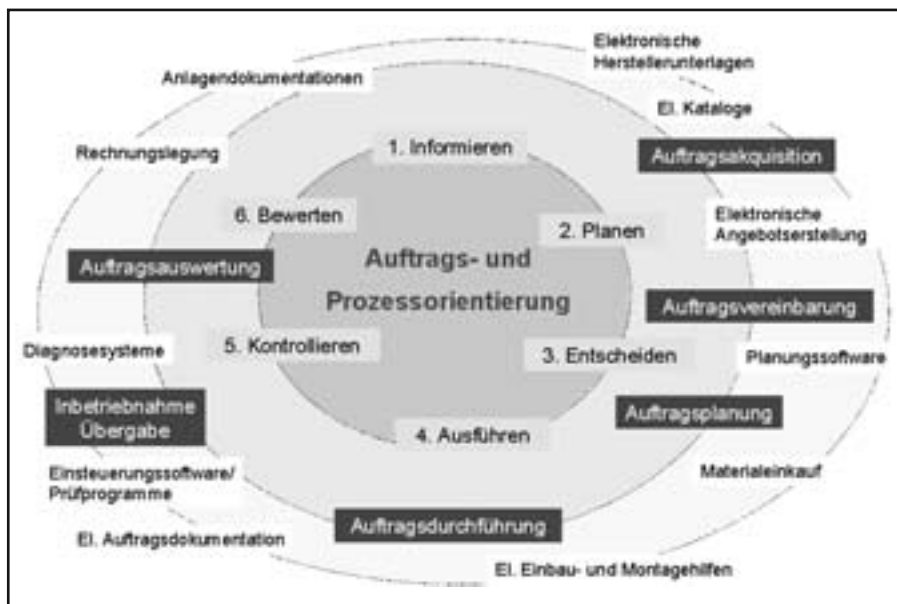 Elektronische
Herstellerunterlagen
Anlagendokumentationen
El. Kataloge
1. Informieren
Rechnungslegung
Auftragsakquisition
6. Bewerten
2. Planen
Elektronische
Angebotserstellung
Auftrags- und
Prozessorientierung
Auftragsauswertung
Auftragsvereinbarung
5. Kontrollieren
3. Entscheiden
Diagnosesysteme
Planungssoftware
Inbetriebnahme
Übergabe
Auftragsplanung
4. Ausführen
Einsteuerungssoftware/
Prüfprogramme
Materialeinkauf
Auftragsdurchführung
El. Auftragsdokumentation
El. Einbau- und Montagehilfen